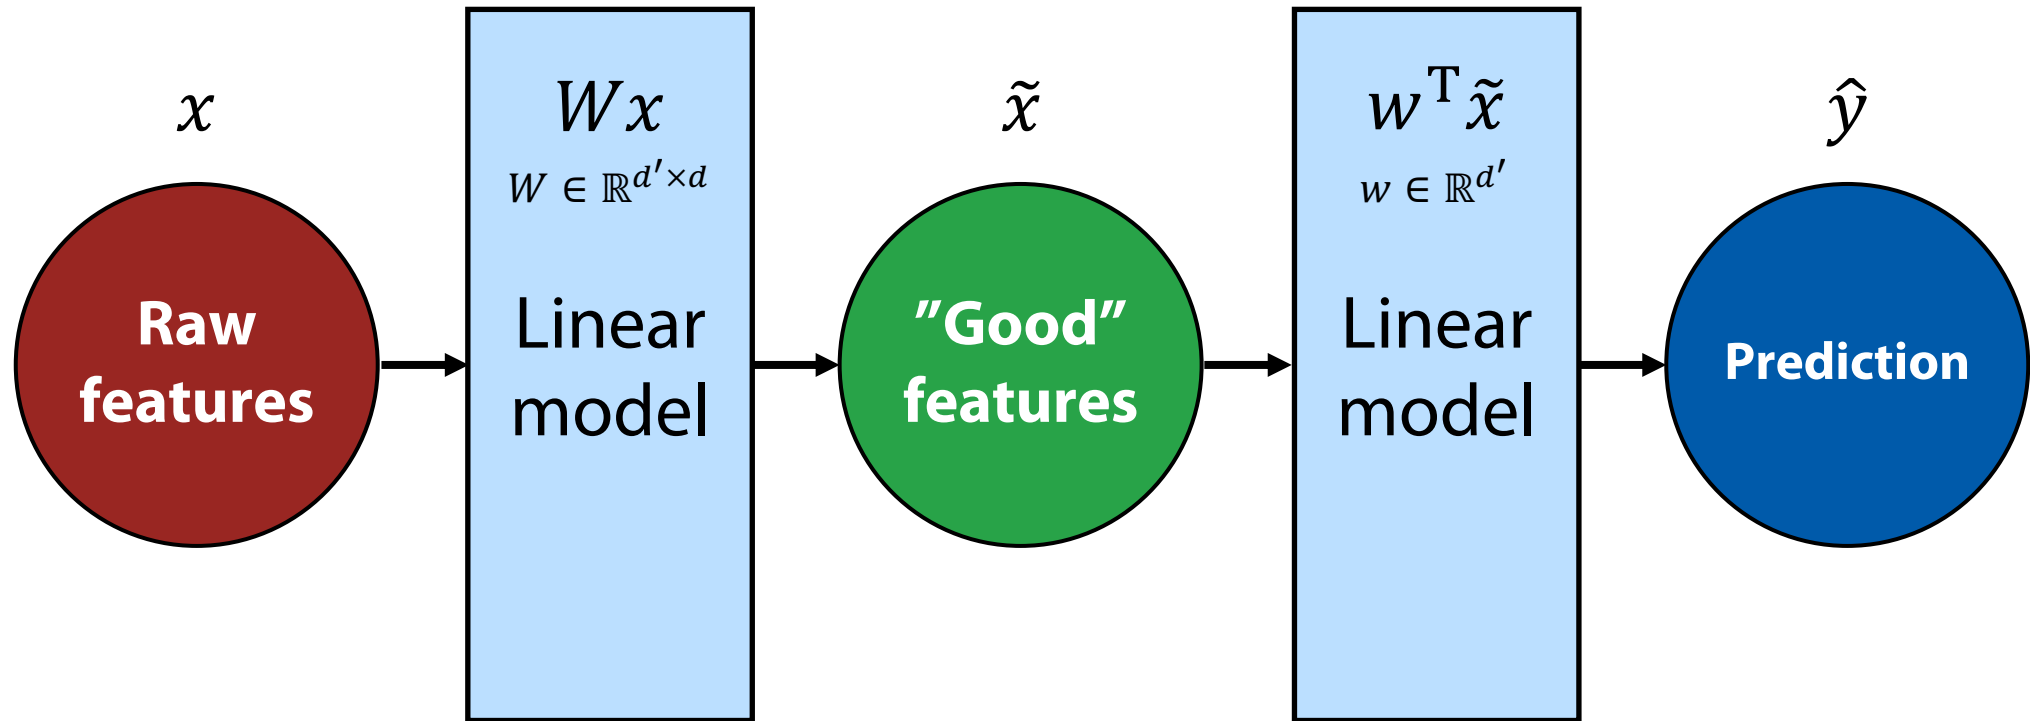 x
Wx
W ∈ ℝ^{d′×d}
x̃
w^T x̃
w ∈ ℝ^{d′}
ŷ
Raw
features
Linear
model
”Good”
features
Linear
model
Prediction